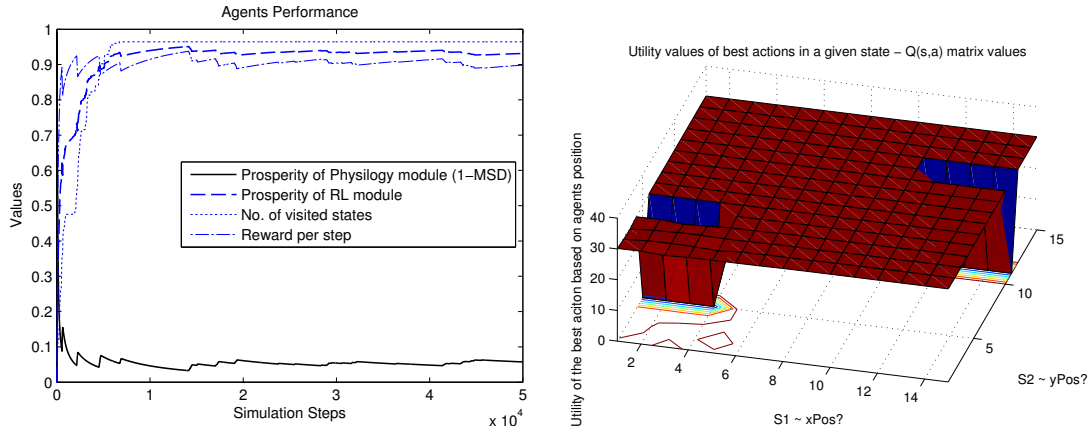 Agents Performance
Values
1
0.9
0.8
0.7
0.6
0.5
0.4
0.3
0.2
0.1
0
Prosperity of Physilogy module (1−MSD)
Prosperity of RL module
No. of visited states
Reward per step
0 1 2 3 4 5
x 10^4
Simulation Steps
Utility values of best actions in a given state − Q(s,a) matrix values
Utility of the best aciton based on agents position
40
30
20
10
0
2 4 6 8 10 12 14
S1 ~ xPos?
15
10
5
S2 ~ yPos?